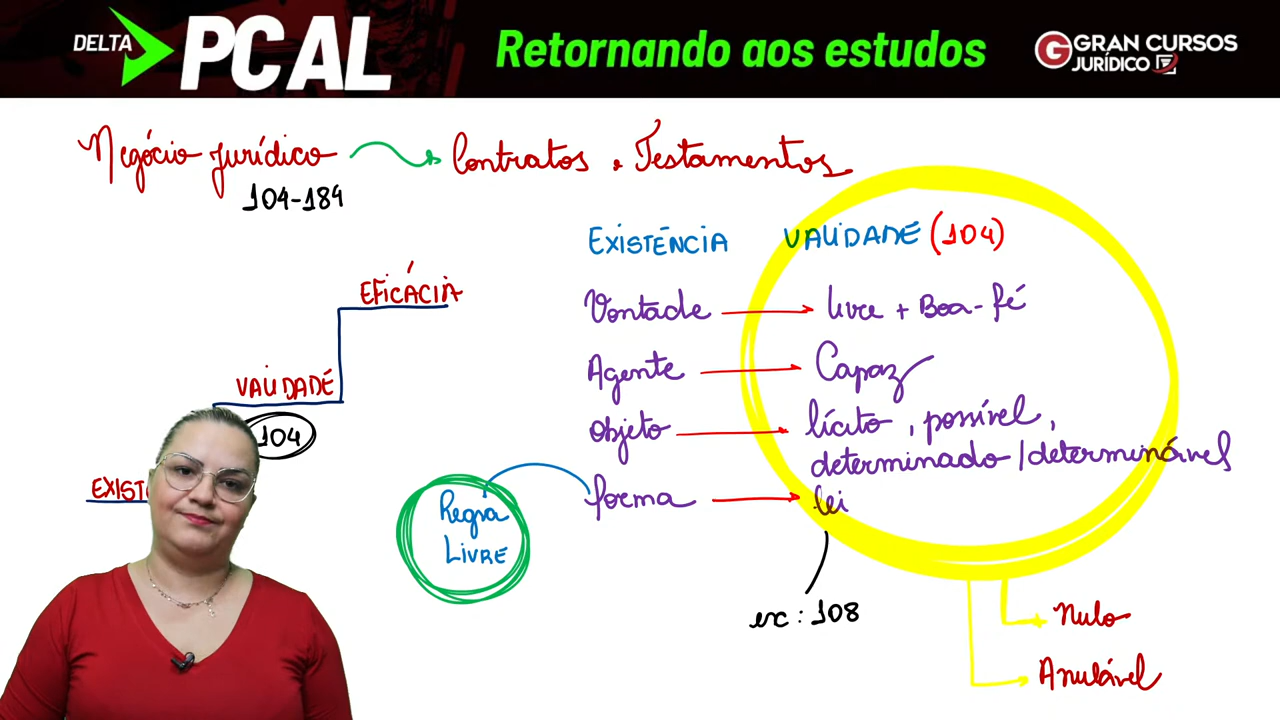 DELTA PC AL
Retornando aos estudos
GRAN CURSOS
JURÍDICO
Negócio jurídico → Contratos e Testamentos
104-184
EXISTÊNCIA VALIDADE (104)
EFICÁCIA
Vontade → livre + Boa-fé
Agente → Capaz
VALIDADE
104
Objeto → lícito, possível,
determinado/determinável
EXIST
forma → lei
Regra
LIVRE
ex: 108
Nulo
Anulável